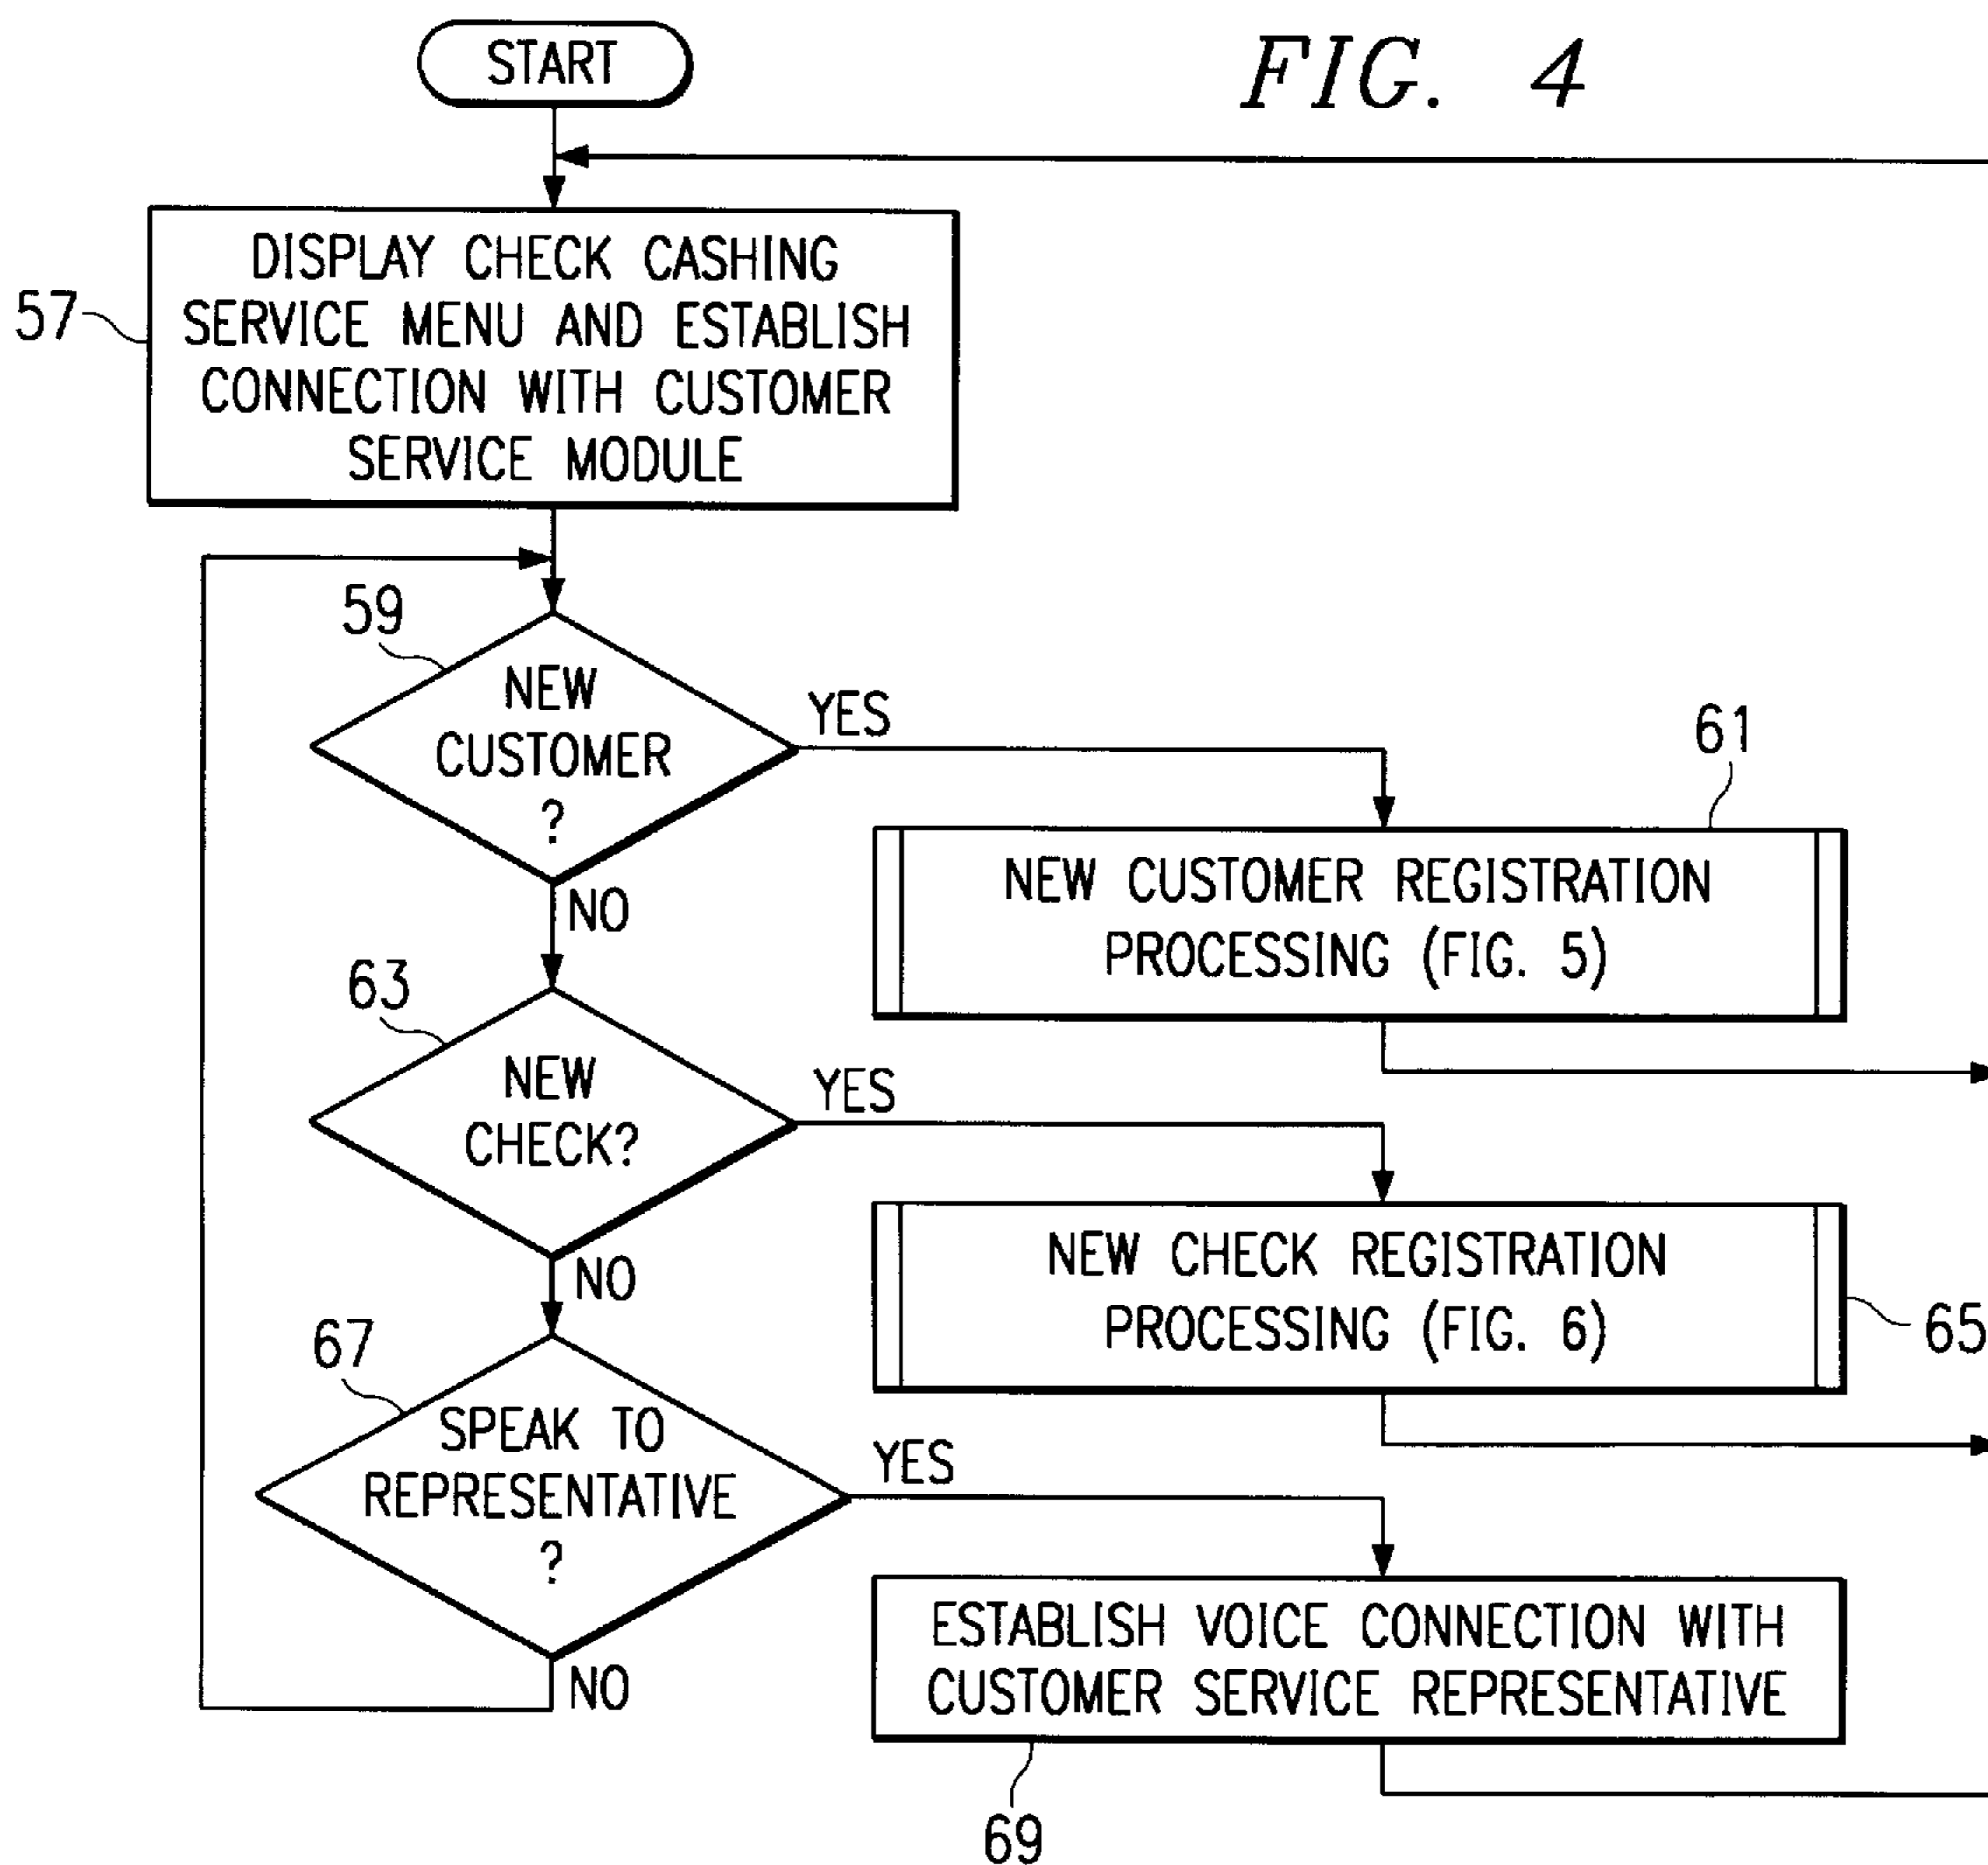 START
FIG. 4
DISPLAY CHECK CASHING
SERVICE MENU AND ESTABLISH
CONNECTION WITH CUSTOMER
SERVICE MODULE
57
59
NEW
CUSTOMER
?
YES
61
NEW CUSTOMER REGISTRATION
PROCESSING (FIG. 5)
NO
63
NEW
CHECK?
YES
NEW CHECK REGISTRATION
PROCESSING (FIG. 6)
65
NO
67
SPEAK TO
REPRESENTATIVE
?
YES
ESTABLISH VOICE CONNECTION WITH
CUSTOMER SERVICE REPRESENTATIVE
NO
69